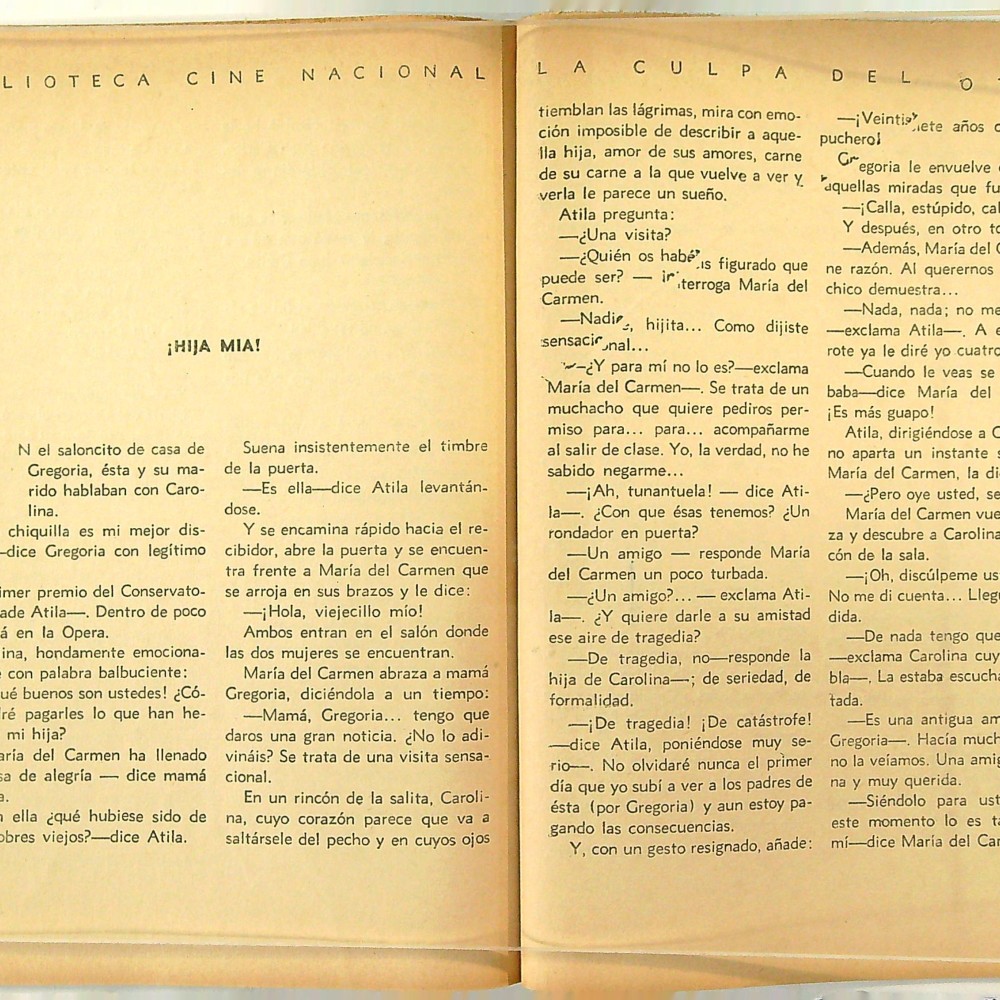 LIOTECA CINE NACIONAL
¡HIJA MIA!
N el saloncito de casa de
Gregoria, ésta y su ma-
rido hablaban con Caro-
lina.
chiquilla es mi mejor dis-
—dice Gregoria con legítimo
imer premio del Conservato-
ade Atila—. Dentro de poco
á en la Opera.
ina, hondamente emociona-
con palabra balbuciente:
ué buenos son ustedes! ¿Có-
dré pagarles lo que han he-
mi hija?
aría del Carmen ha llenado
sa de alegría — dice mamá
a.
n ella ¿qué hubiese sido de
obres viejos?—dice Atila.
Suena insistentemente el timbre
de la puerta.
—Es ella—dice Atila levantán-
dose.
Y se encamina rápido hacia el re-
cibidor, abre la puerta y se encuen-
tra frente a María del Carmen que
se arroja en sus brazos y le dice:
—¡Hola, viejecillo mío!
Ambos entran en el salón donde
las dos mujeres se encuentran.
María del Carmen abraza a mamá
Gregoria, diciéndola a un tiempo:
—Mamá, Gregoria... tengo que
daros una gran noticia. ¿No lo adi-
vináis? Se trata de una visita sensa-
cional.
En un rincón de la salita, Caroli-
na, cuyo corazón parece que va a
saltársele del pecho y en cuyos ojos
LA CULPA DEL O
tiemblan las lágrimas, mira con emo-
ción imposible de describir a aque-
lla hija, amor de sus amores, carne
de su carne a la que vuelve a ver y
verla le parece un sueño.
Atila pregunta:
—¿Una visita?
—¿Quién os habéis figurado que
puede ser? — interroga María del
Carmen.
—Nadie, hijita... Como dijiste
sensacional...
—¿Y para mí no lo es?—exclama
María del Carmen—. Se trata de un
muchacho que quiere pediros per-
miso para... para... acompañarme
al salir de clase. Yo, la verdad, no he
sabido negarme...
—¡Ah, tunantuela! — dice Ati-
la—. ¿Con que ésas tenemos? ¿Un
rondador en puerta?
—Un amigo — responde María
del Carmen un poco turbada.
—¿Un amigo?... — exclama Ati-
la—. ¿Y quiere darle a su amistad
ese aire de tragedia?
—De tragedia, no—responde la
hija de Carolina—; de seriedad, de
formalidad.
—¡De tragedia! ¡De catástrofe!
—dice Atila, poniéndose muy se-
rio—. No olvidaré nunca el primer
día que yo subí a ver a los padres de
ésta (por Gregoria) y aun estoy pa-
gando las consecuencias.
Y, con un gesto resignado, añade:
—¡Veintisiete años
puchero!
Gregoria le envuelve
aquellas miradas que fu
—¡Calla, estúpido, cal
Y después, en otro to
—Además, María del C
ne razón. Al querernos
chico demuestra...
—Nada, nada; no me
—exclama Atila—. A e
rote ya le diré yo cuatro
—Cuando le veas se
baba—dice María del
¡Es más guapo!
Atila, dirigiéndose a C
no aparta un instante s
María del Carmen, la di
—¿Pero oye usted, se
María del Carmen vue
za y descubre a Carolina
cón de la sala.
—¡Oh, discúlpeme us
No me di cuenta... Lleg
dida.
—De nada tengo que
—exclama Carolina cuy
bla—. La estaba escucha
tada.
—Es una antigua am
Gregoria—. Hacía much
no la veíamos. Una amig
na y muy querida.
—Siéndolo para ust
este momento lo es ta
mí—dice María del Car